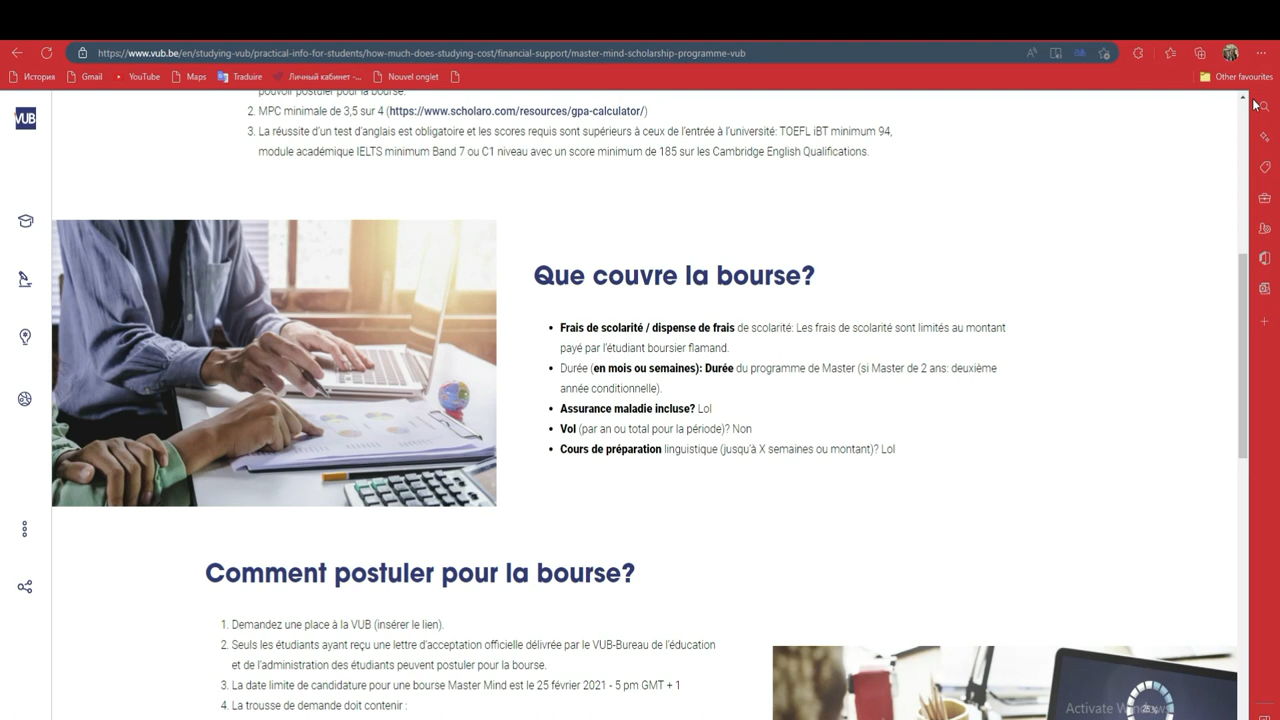 https://www.vub.be/en/studying-vub/practical-info-for-students/how-much-does-studying-cost/financial-support/master-mind-scholarship-programme-vub
История Gmail YouTube Maps Traduire Личный кабинет -... Nouvel onglet Other favourites
VUB
pouvoir postuler pour la bourse.
2. MPC minimale de 3,5 sur 4 (https://www.scholaro.com/resources/gpa-calculator/)
3. La réussite d'un test d'anglais est obligatoire et les scores requis sont supérieurs à ceux de l'entrée à l'université: TOEFL iBT minimum 94,
module académique IELTS minimum Band 7 ou C1 niveau avec un score minimum de 185 sur les Cambridge English Qualifications.
Que couvre la bourse?
• Frais de scolarité / dispense de frais de scolarité: Les frais de scolarité sont limités au montant
payé par l'étudiant boursier flamand.
• Durée (en mois ou semaines): Durée du programme de Master (si Master de 2 ans: deuxième
année conditionnelle).
• Assurance maladie incluse? Lol
• Vol (par an ou total pour la période)? Non
• Cours de préparation linguistique (jusqu'à X semaines ou montant)? Lol
Comment postuler pour la bourse?
1. Demandez une place à la VUB (insérer le lien).
2. Seuls les étudiants ayant reçu une lettre d'acceptation officielle délivrée par le VUB-Bureau de l'éducation
et de l'administration des étudiants peuvent postuler pour la bourse.
3. La date limite de candidature pour une bourse Master Mind est le 25 février 2021 - 5 pm GMT + 1
4. La trousse de demande doit contenir :
Activate Windows